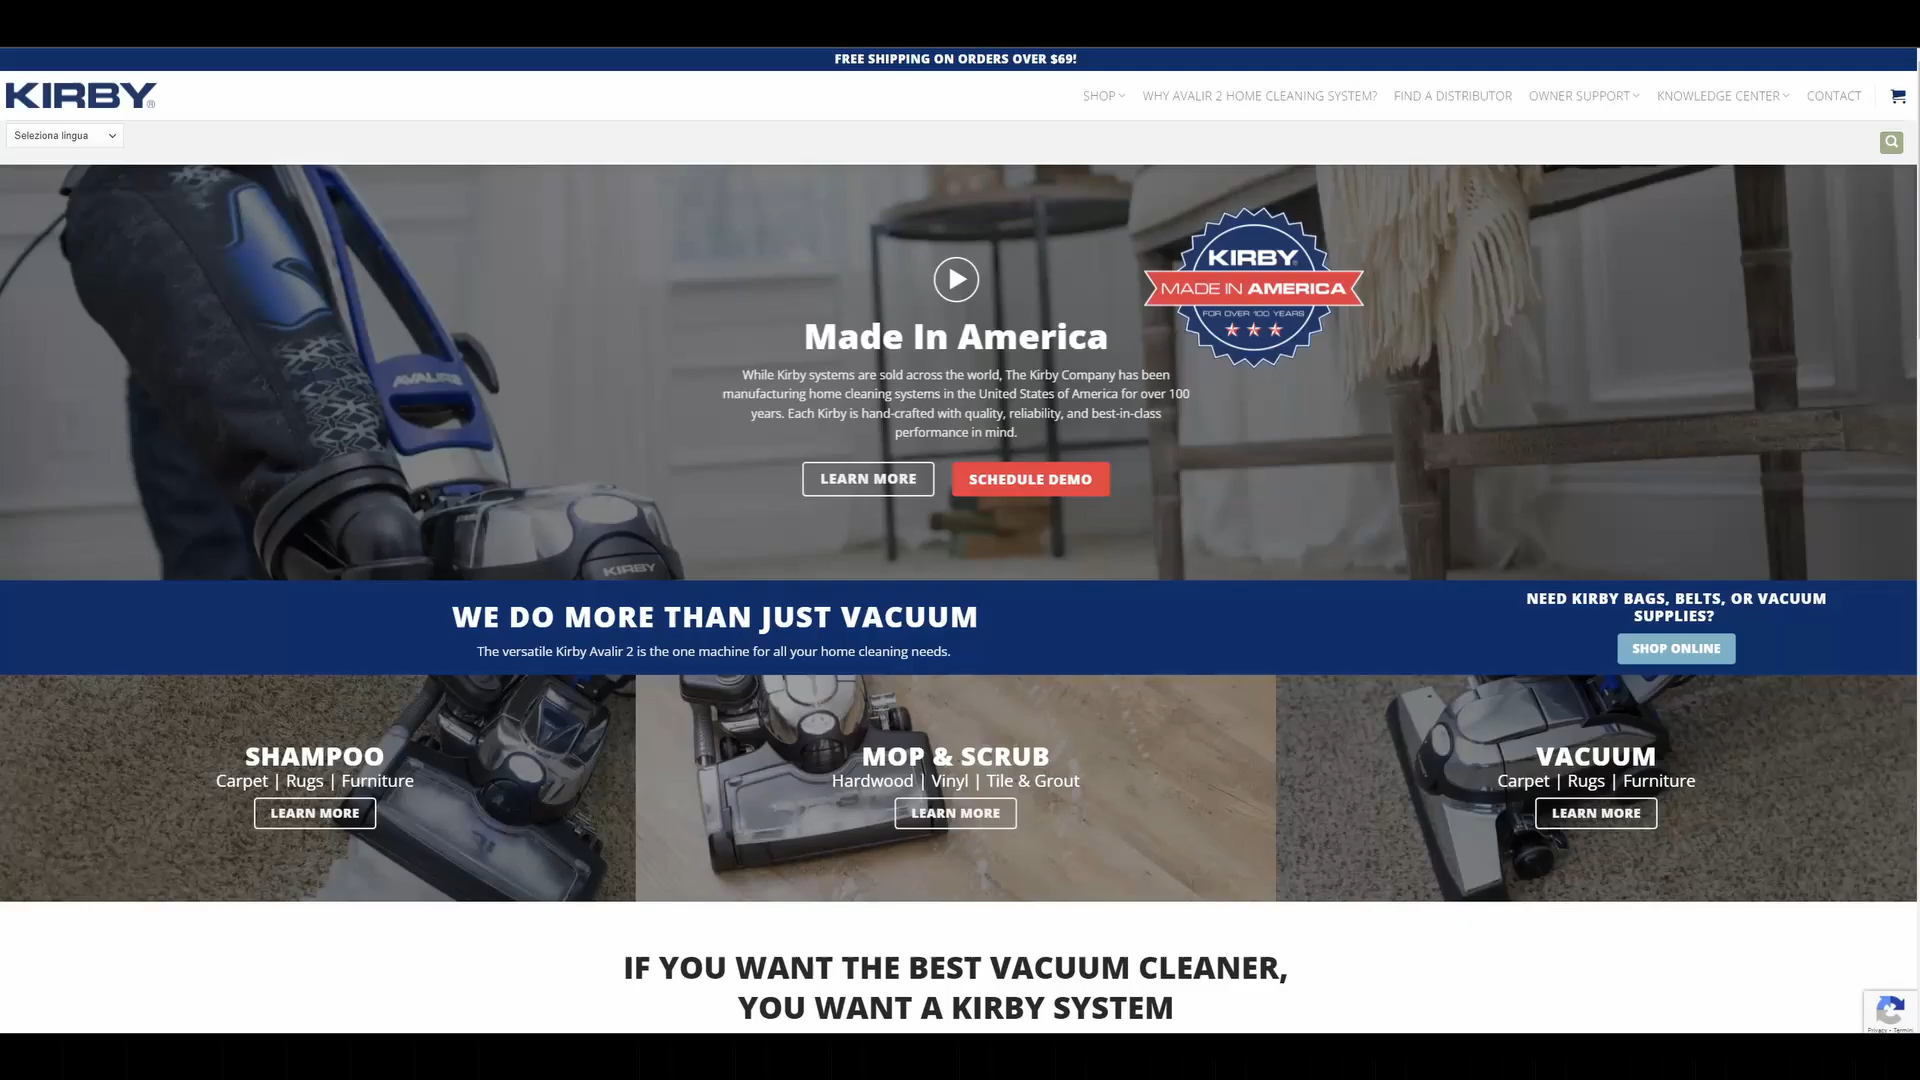 FREE SHIPPING ON ORDERS OVER $69!
KIRBY®
SHOP
WHY AVALIR 2 HOME CLEANING SYSTEM?
FIND A DISTRIBUTOR
OWNER SUPPORT
KNOWLEDGE CENTER
CONTACT
Seleziona lingua
KIRBY
MADE IN AMERICA
FOR OVER 100 YEARS
Made In America
While Kirby systems are sold across the world, The Kirby Company has been
manufacturing home cleaning systems in the United States of America for over 100
years. Each Kirby is hand-crafted with quality, reliability, and best-in-class
performance in mind.
LEARN MORE
SCHEDULE DEMO
AVALIR 2
KIRBY
WE DO MORE THAN JUST VACUUM
The versatile Kirby Avalir 2 is the one machine for all your home cleaning needs.
NEED KIRBY BAGS, BELTS, OR VACUUM
SUPPLIES?
SHOP ONLINE
SHAMPOO
Carpet | Rugs | Furniture
LEARN MORE
MOP & SCRUB
Hardwood | Vinyl | Tile & Grout
LEARN MORE
VACUUM
Carpet | Rugs | Furniture
LEARN MORE
IF YOU WANT THE BEST VACUUM CLEANER,
YOU WANT A KIRBY SYSTEM
Privacy - Termini